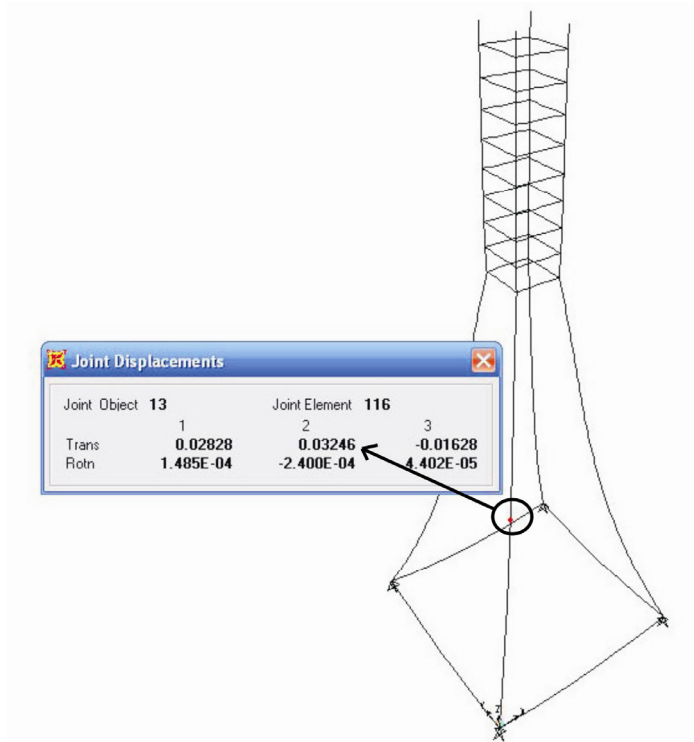 Joint Displacements
Joint Object 13 Joint Element 116
1 2 3
Trans 0.02828 0.03246 -0.01628
Rotn 1.485E-04 -2.400E-04 4.402E-05
Z